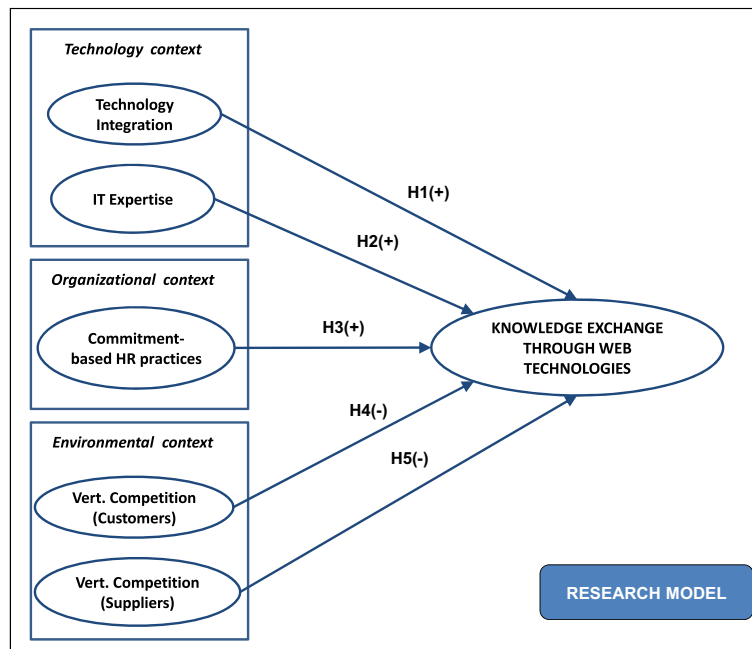 Technology context
Technology
Integration
IT Expertise
H1(+)
H2(+)
Organizational context
Commitment-
based HR practices
H3(+)
KNOWLEDGE EXCHANGE
THROUGH WEB
TECHNOLOGIES
Environmental context
H4(-)
H5(-)
Vert. Competition
(Customers)
Vert. Competition
(Suppliers)
RESEARCH MODEL